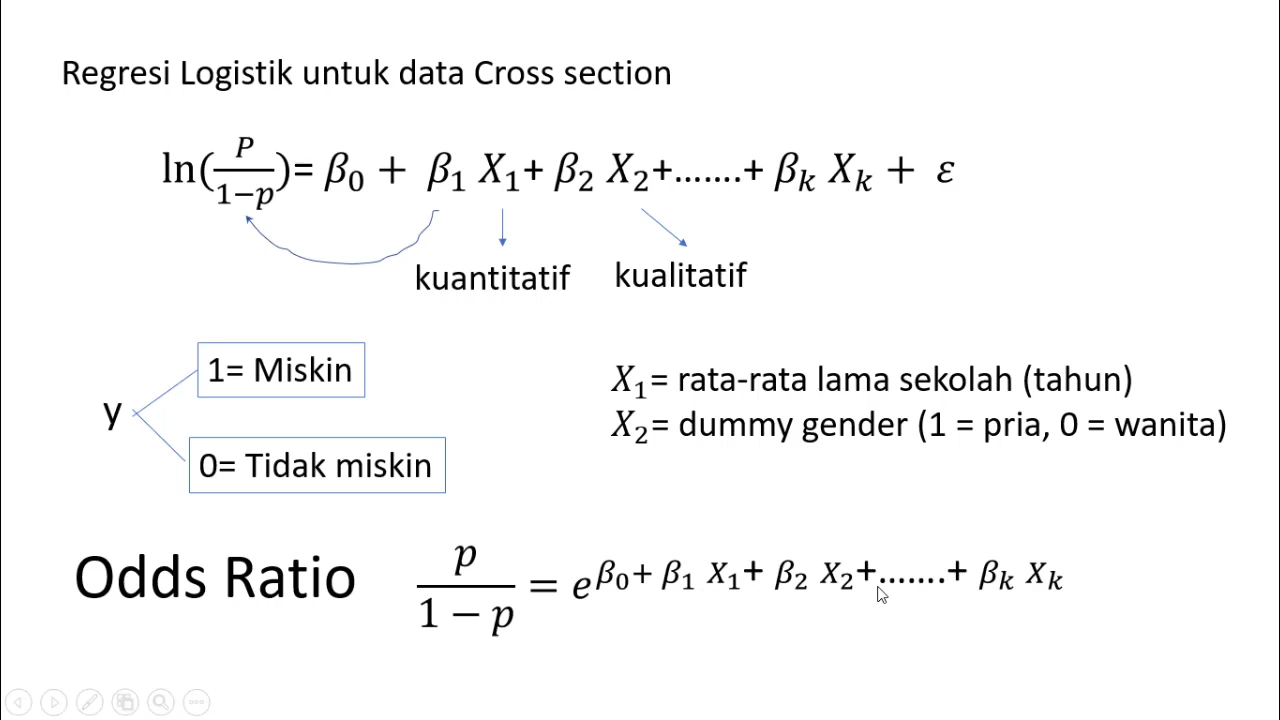 Regresi Logistik untuk data Cross section
ln(P/1−p)= β₀ + β₁ X₁+ β₂ X₂+.......+ βₖ Xₖ + ε
kuantitatif kualitatif
1= Miskin
y
0= Tidak miskin
X₁= rata-rata lama sekolah (tahun)
X₂= dummy gender (1 = pria, 0 = wanita)
Odds Ratio p/1 − p = e^β₀+ β₁ X₁+ β₂ X₂+.......+ βₖ Xₖ